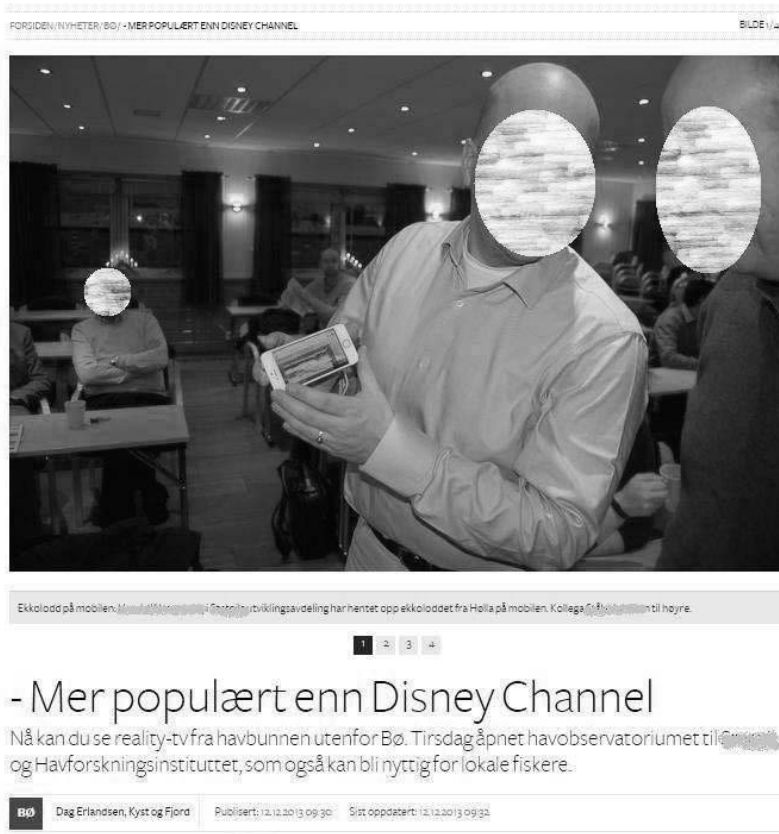 FORSIDEN/NYHETER/BØ/ - MER POPULÆRT ENN DISNEY CHANNEL
BILDE 1/4
Ekkolodd på mobilen: i utviklingsavdeling har hentet opp ekkoloddet fra Hølla på mobilen. Kollega til høyre.
1 2 3 4
- Mer populært enn Disney Channel
Nå kan du se reality-tv fra havbunnen utenfor Bø. Tirsdag åpnet havobservatoriumet til
og Havforskningsinstituttet, som også kan bli nyttig for lokale fiskere.
BØ Dag Erlandsen, Kyst og Fjord Publisert: 12.12.2013 09:30 Sist oppdatert: 12.12.2013 09:32